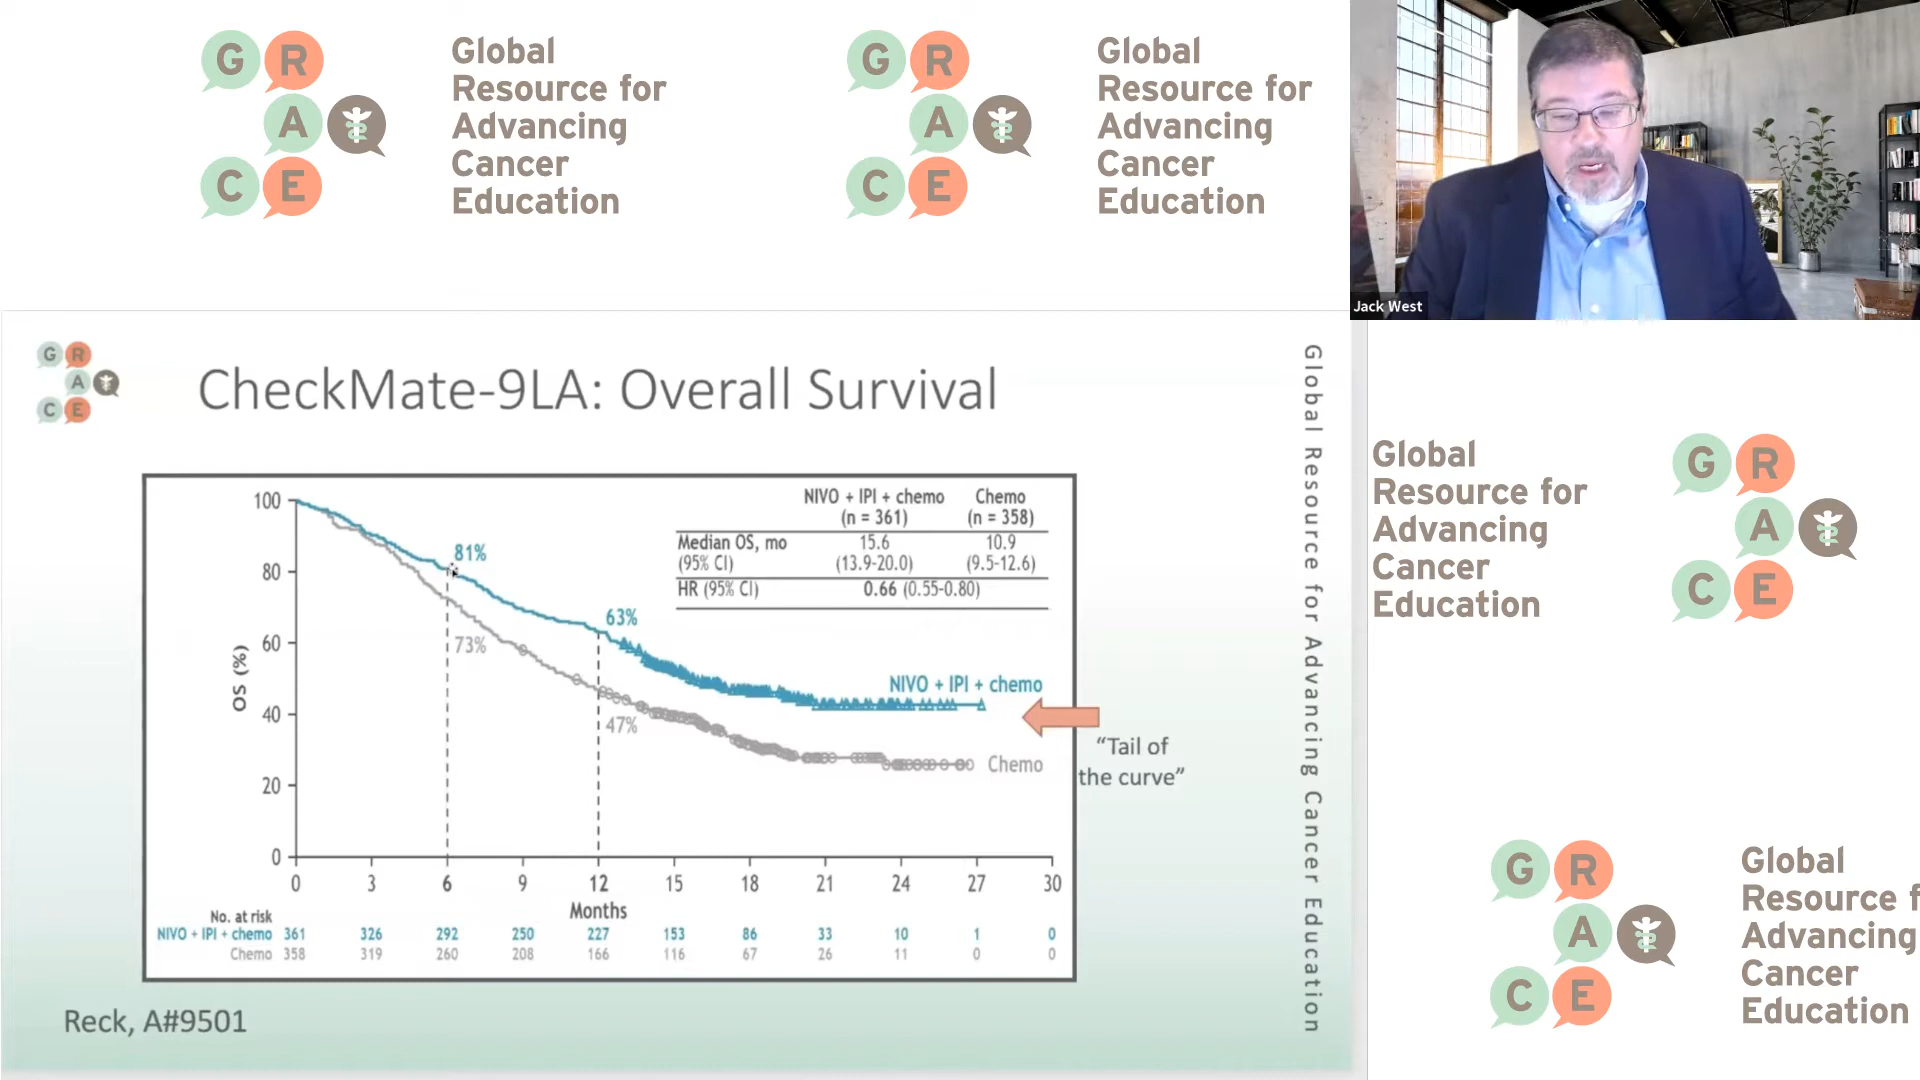 G R
A
C E
Global
Resource for
Advancing
Cancer
Education
G R
A
C E
Global
Resource for
Advancing
Cancer
Education
Jack West
G R
A
C E
CheckMate-9LA: Overall Survival
Global Resource for Advancing Cancer Education
NIVO + IPI + chemo Chemo
(n = 361) (n = 358)
Median OS, mo 15.6 10.9
(95% CI) (13.9-20.0) (9.5-12.6)
HR (95% CI) 0.66 (0.55-0.80)
OS (%)
100
80
60
40
20
0
81%
73%
63%
47%
NIVO + IPI + chemo
Chemo
"Tail of
the curve"
0 3 6 9 12 15 18 21 24 27 30
Months
No. at risk
NIVO + IPI + chemo 361 326 292 250 227 153 86 33 10 1 0
Chemo 358 319 260 208 166 116 67 26 11 0 0
Reck, A#9501
Global
Resource for
Advancing
Cancer
Education
G R
A
C E
G R
A
C E
Global
Resource f
Advancing
Cancer
Education